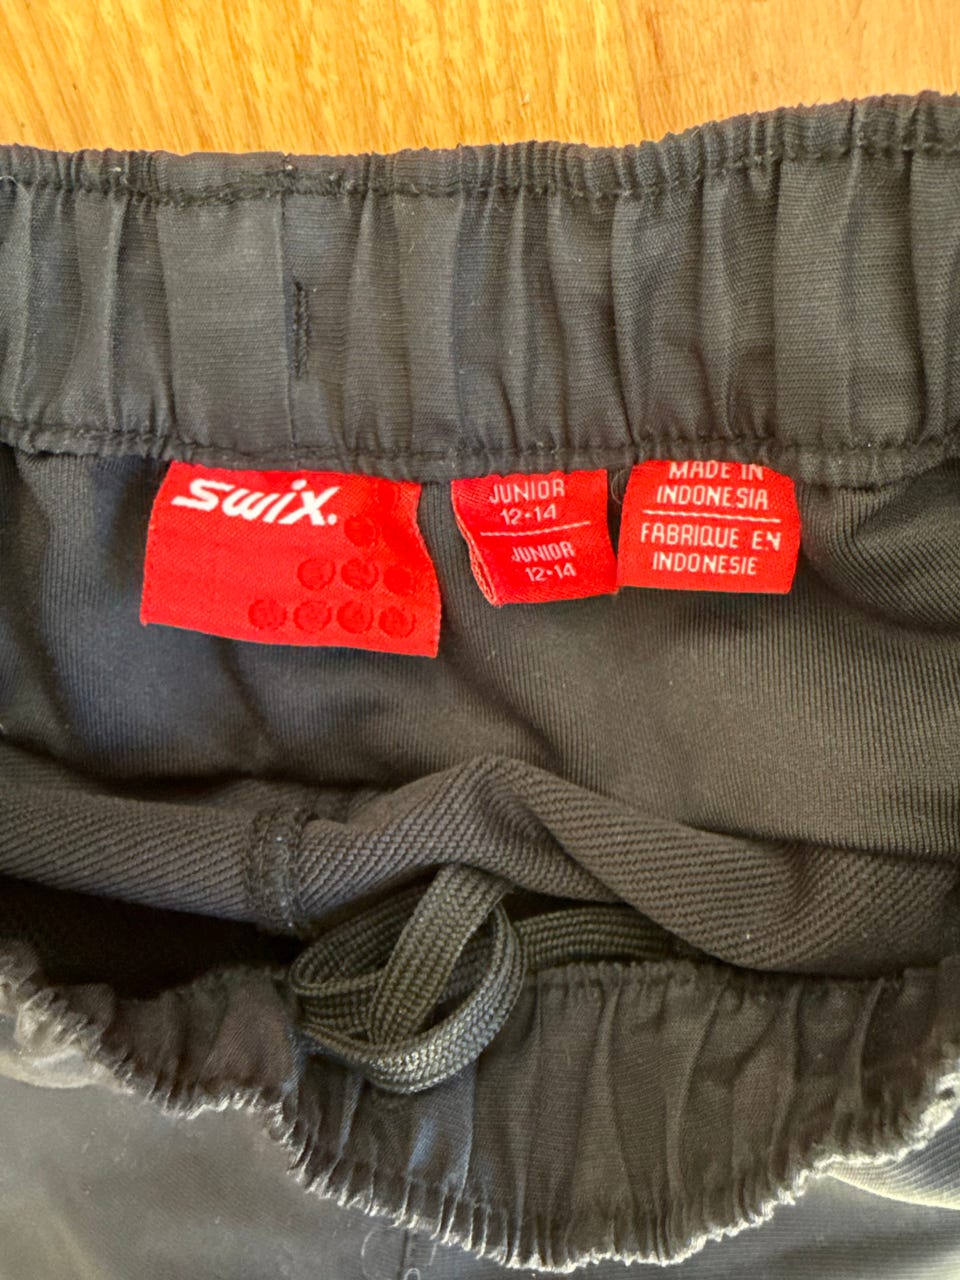 swix.
JUNIOR
12•14
JUNIOR
12•14
MADE IN
INDONESIA
FABRIQUE EN
INDONESIE